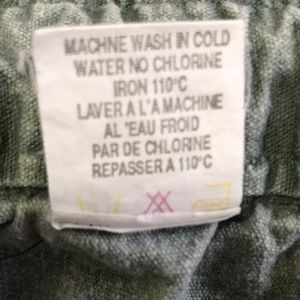 MACHNE WASH IN COLD
WATER NO CHLORINE
IRON 110°C
LAVER A L'A MACHINE
AL 'EAU FROID
PAR DE CHLORINE
REPASSER A 110°C